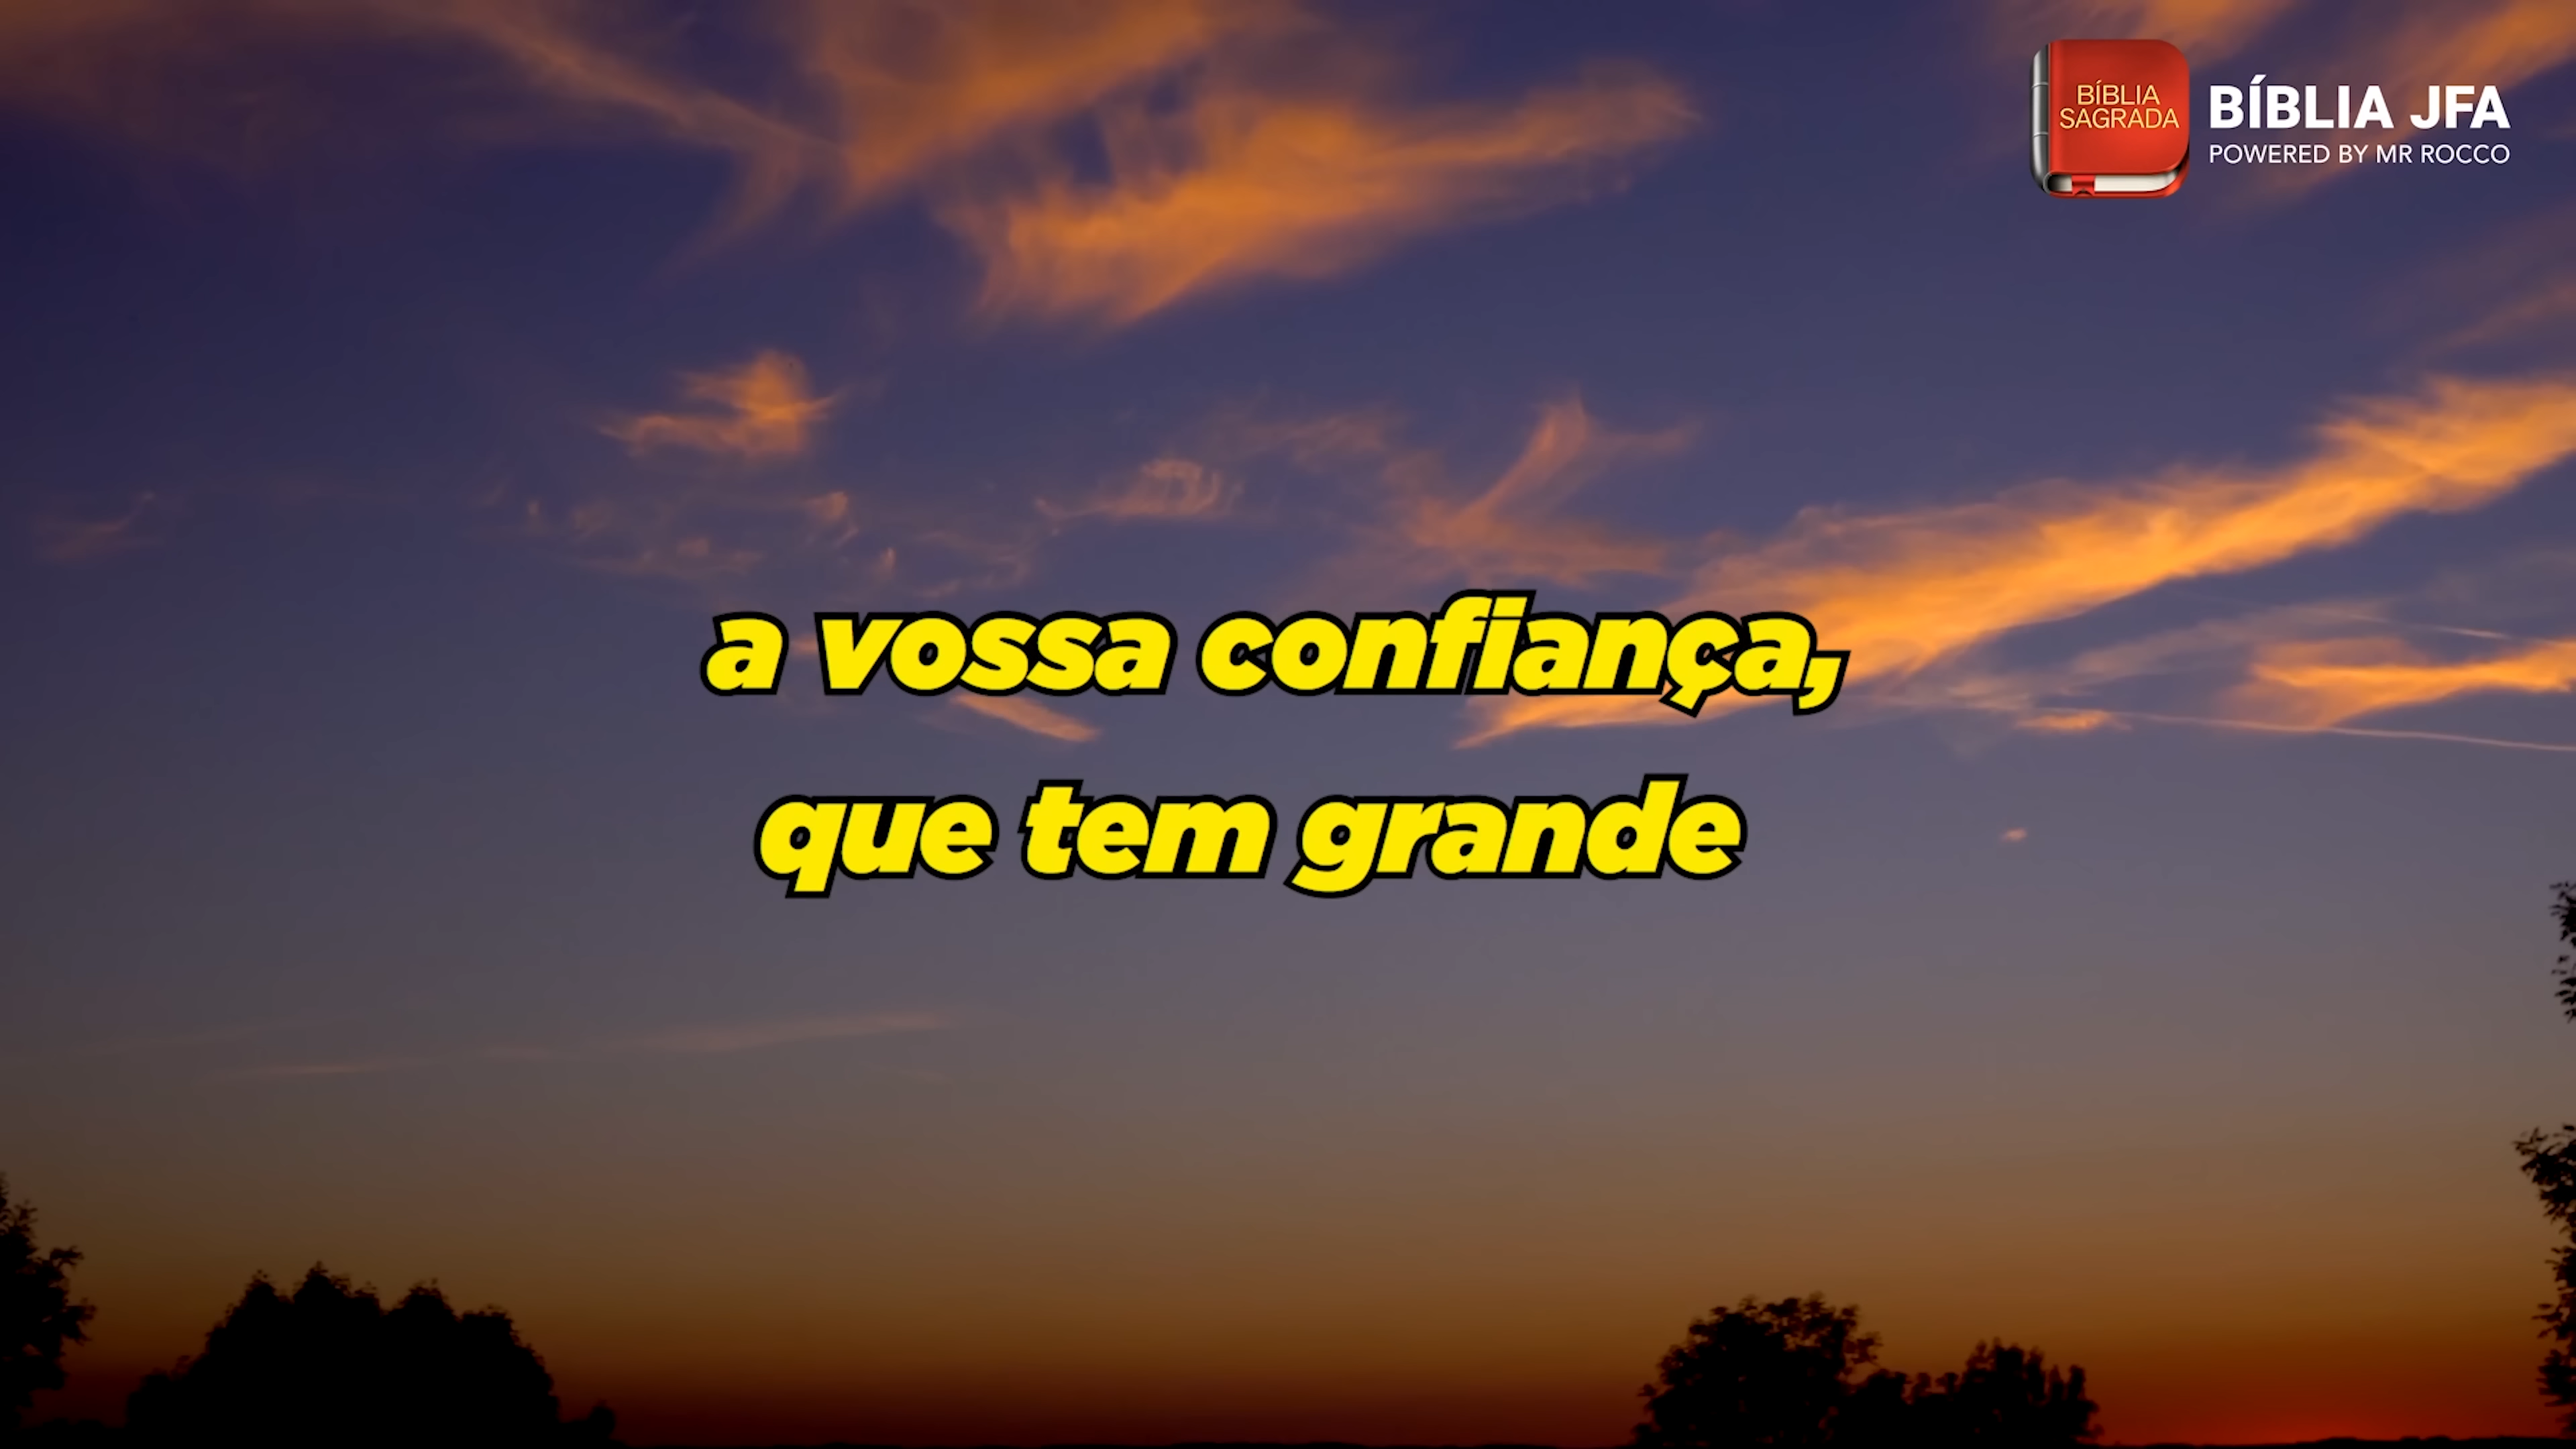 BÍBLIA
SAGRADA
BÍBLIA JFA
POWERED BY MR ROCCO
a vossa confiança,
que tem grande